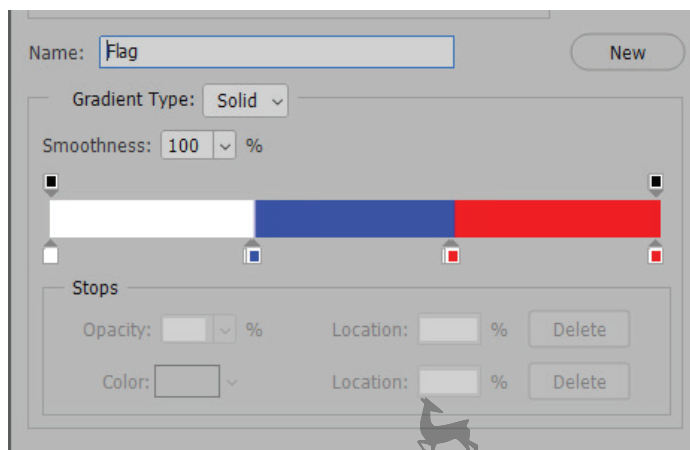 Name: Flag New
Gradient Type: Solid
Smoothness: 100 %
Stops
Opacity: % Location: % Delete
Color: Location: % Delete